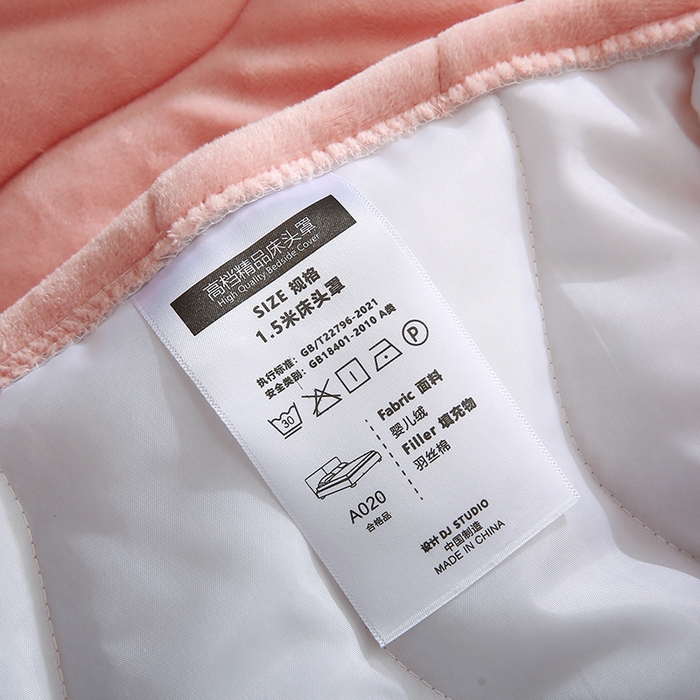 高档精品床头罩
High Quality Bedside Cover
SIZE 规格
1.5米床头罩
执行标准: GB/T22796-2021
安全类别: GB18401-2010 A类
30
P
Fabric 面料
婴儿绒
Filler 填充物
羽丝棉
A020
合格品
设计 DJ STUDIO
中国制造
MADE IN CHINA